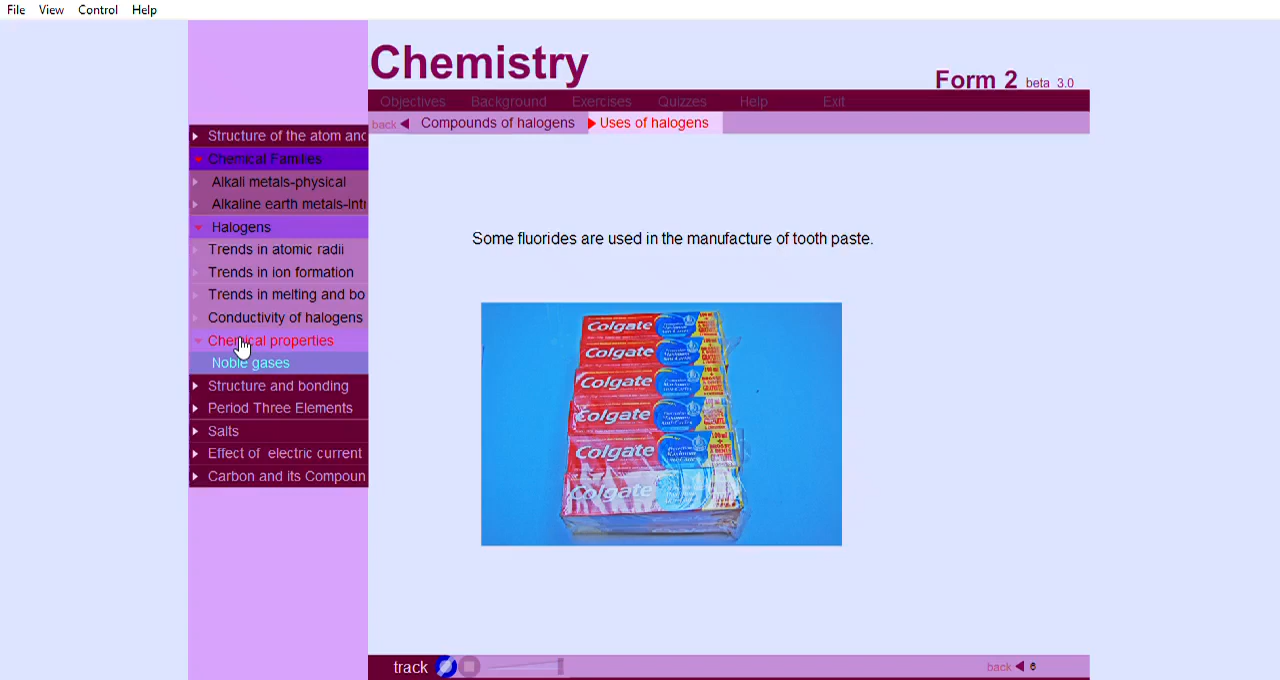 File View Control Help
Chemistry
Form 2 beta 3.0
Objectives Background Exercises Quizzes Help Exit
back Compounds of halogens Uses of halogens
Structure of the atom and
Chemical Families
Alkali metals-physical
Alkaline earth metals-Intr
Halogens
Trends in atomic radii
Trends in ion formation
Trends in melting and bo
Conductivity of halogens
Chemical properties
Noble gases
Structure and bonding
Period Three Elements
Salts
Effect of electric current
Carbon and its Compoun
Some fluorides are used in the manufacture of tooth paste.
Colgate
Colgate
Colgate
Colgate
Colgate
Colgate
track
back 6